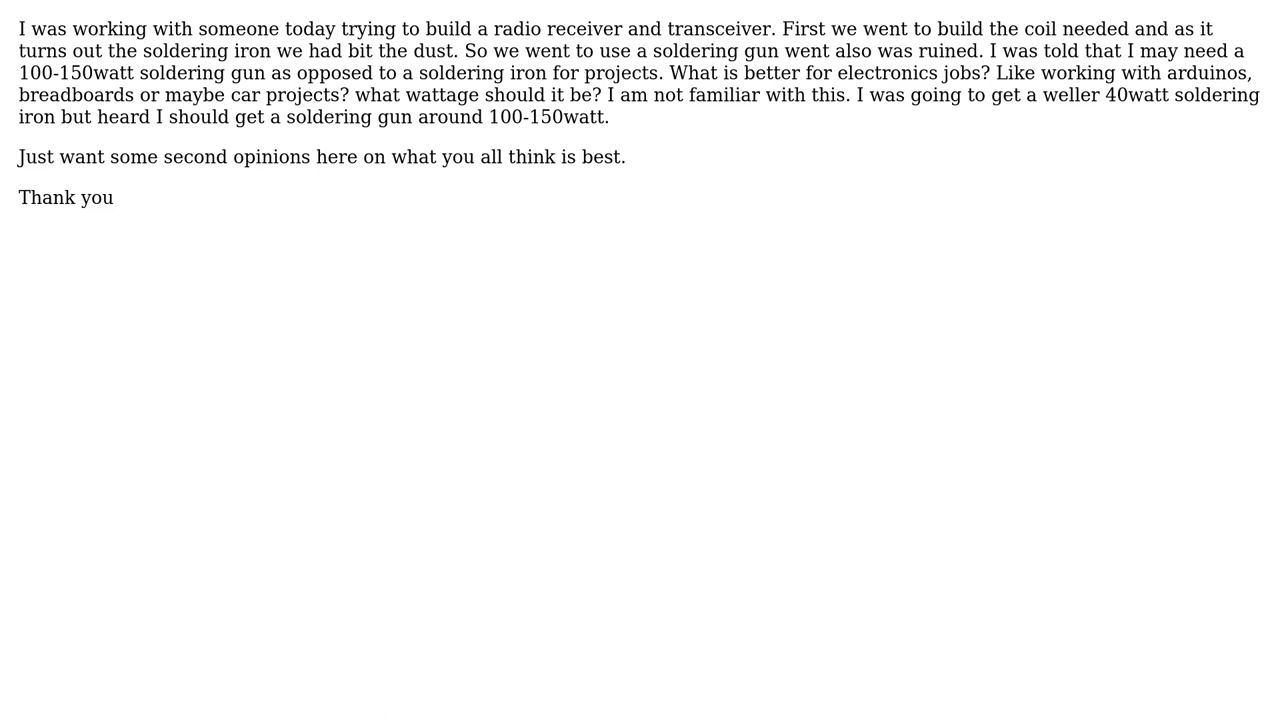 I was working with someone today trying to build a radio receiver and transceiver. First we went to build the coil needed and as it
turns out the soldering iron we had bit the dust. So we went to use a soldering gun went also was ruined. I was told that I may need a
100-150watt soldering gun as opposed to a soldering iron for projects. What is better for electronics jobs? Like working with arduinos,
breadboards or maybe car projects? what wattage should it be? I am not familiar with this. I was going to get a weller 40watt soldering
iron but heard I should get a soldering gun around 100-150watt.
Just want some second opinions here on what you all think is best.
Thank you